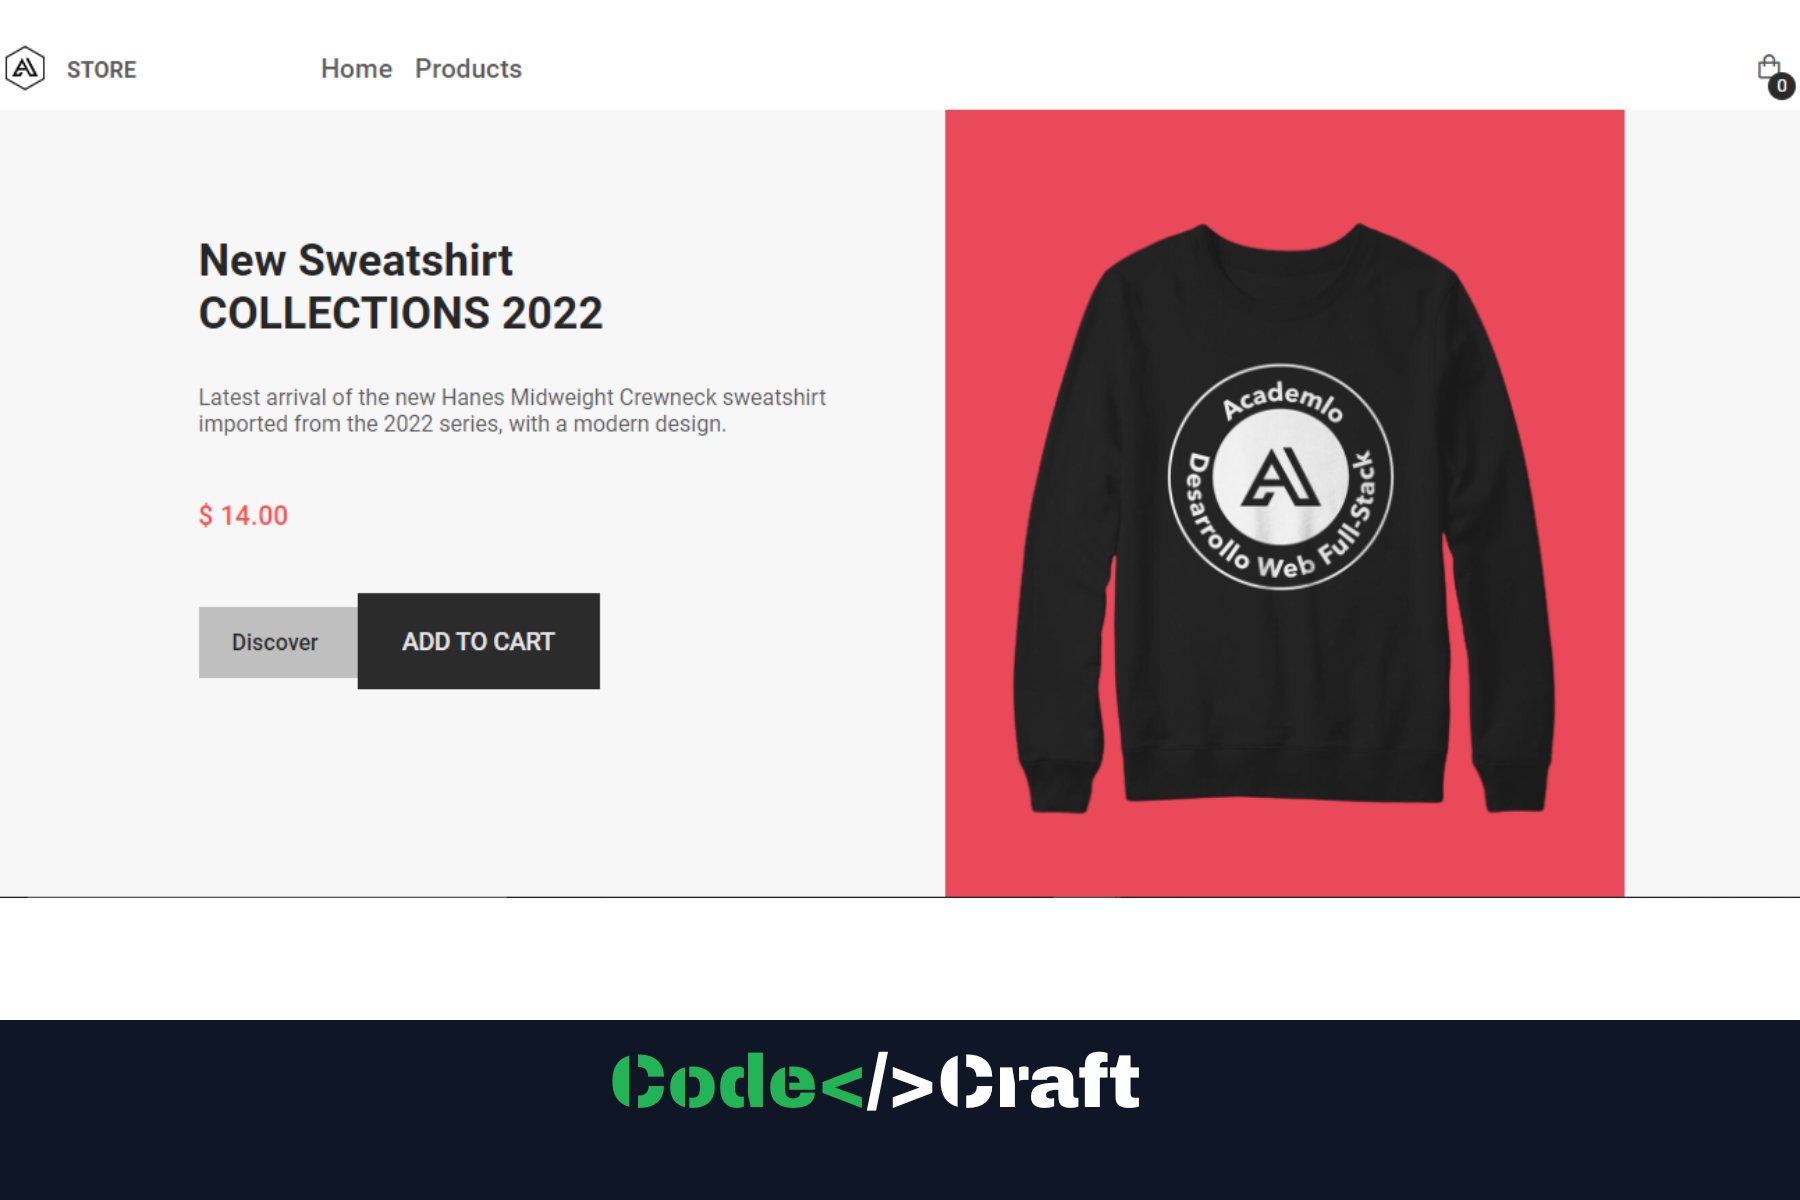 STORE
Home Products
0
New Sweatshirt
COLLECTIONS 2022
Latest arrival of the new Hanes Midweight Crewneck sweatshirt
imported from the 2022 series, with a modern design.
$ 14.00
Discover
ADD TO CART
Academlo
Desarrollo Web Full-Stack
Code</>Craft